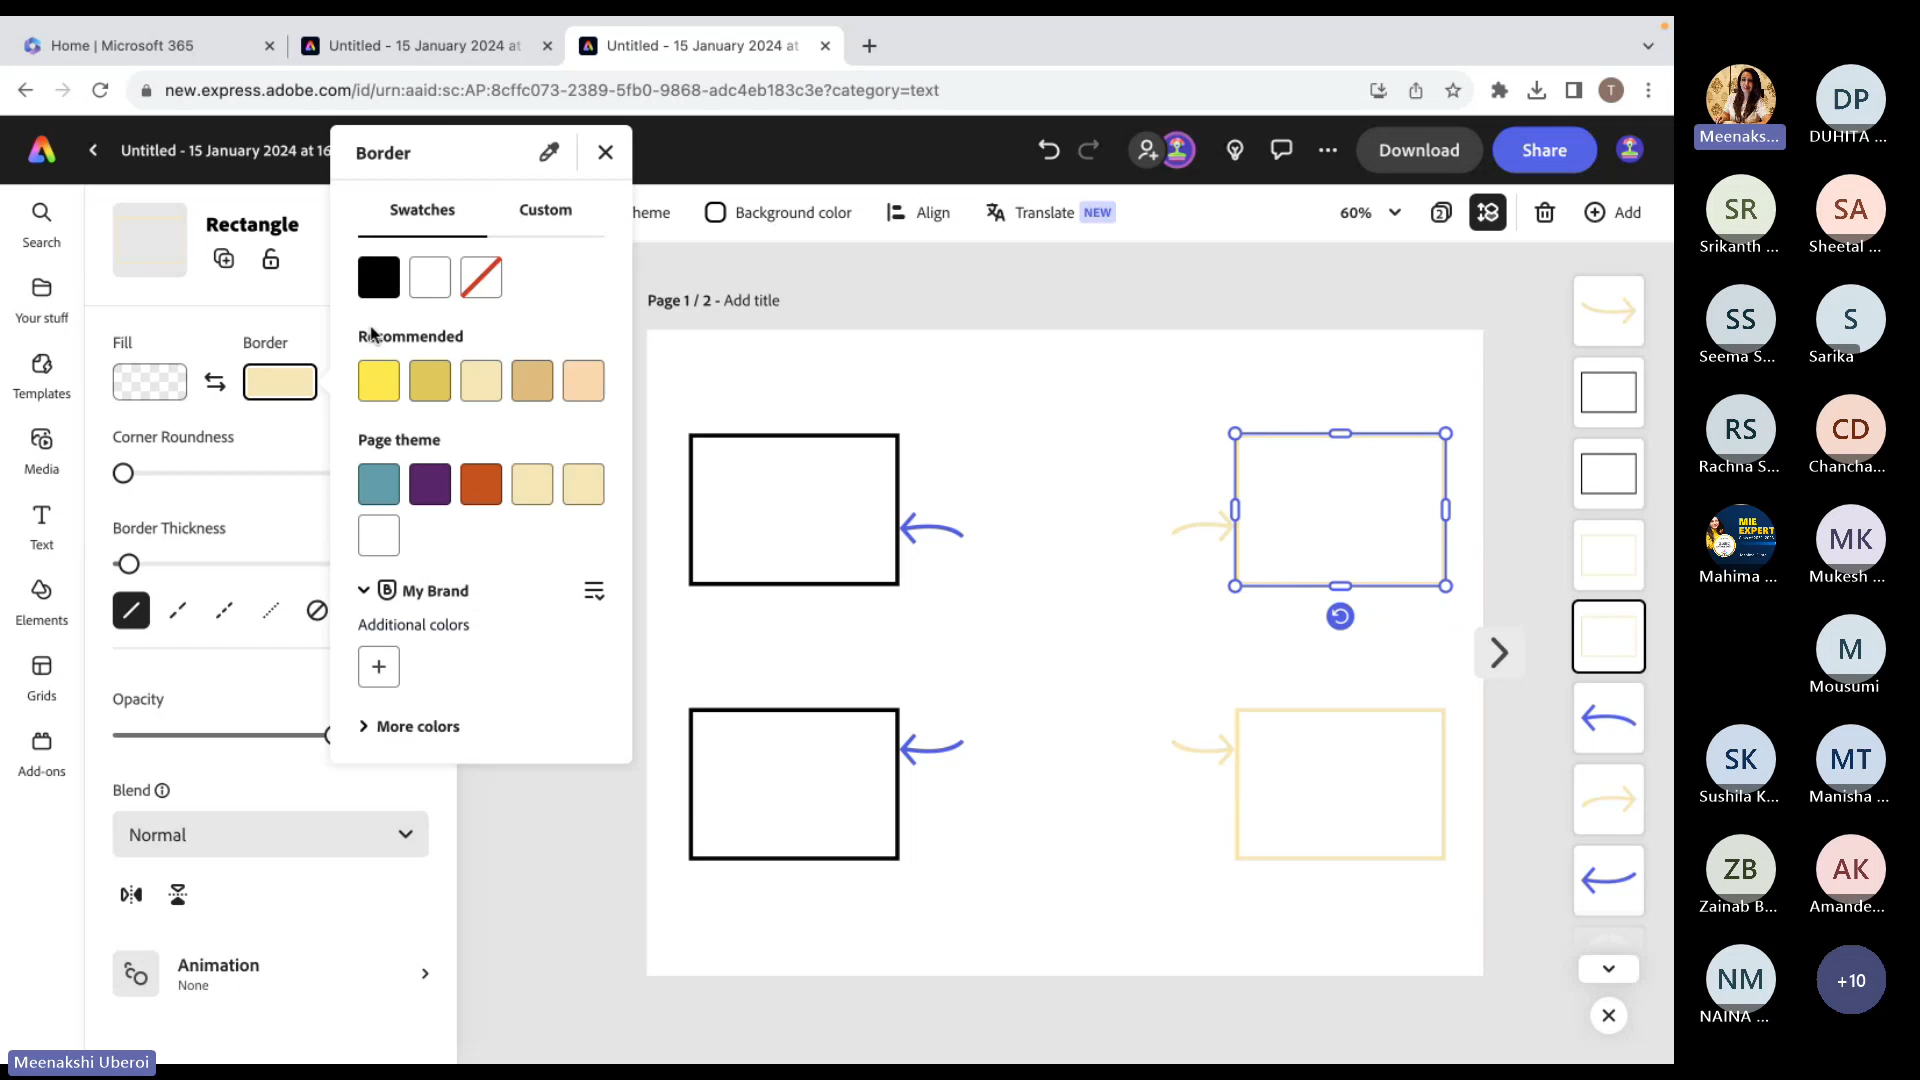 Home | Microsoft 365
Untitled - 15 January 2024 at
Untitled - 15 January 2024 at
new.express.adobe.com/id/urn:aaid:sc:AP:8cffc073-2389-5fb0-9868-adc4eb183c3e?category=text
T
Untitled - 15 January 2024 at 16
Border
Download
Share
Swatches
Custom
heme
Background color
Align
Translate
NEW
60%
2
Add
Search
Your stuff
Templates
Media
Text
Elements
Grids
Add-ons
Rectangle
Fill
Border
Corner Roundness
Border Thickness
Opacity
Blend
Normal
Animation
None
Recommended
Page theme
B
My Brand
Additional colors
More colors
Page 1 / 2 - Add title
Meenaks...
DP
DUHITA ...
SR
Srikanth ...
SA
Sheetal ...
SS
Seema S...
S
Sarika
RS
Rachna S...
CD
Chancha...
MIE
EXPERT
Mahima ...
MK
Mukesh ...
M
Mousumi
SK
Sushila K...
MT
Manisha ...
ZB
Zainab B...
AK
Amande...
NM
NAINA ...
+10
Meenakshi Uberoi